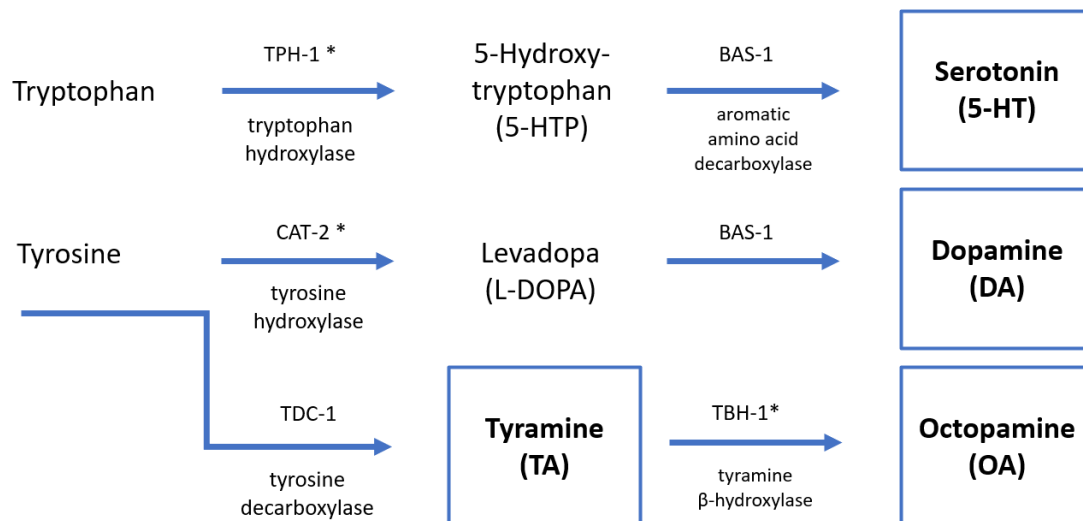 Tryptophan
TPH-1 *
tryptophan
hydroxylase
5-Hydroxy-
tryptophan
(5-HTP)
BAS-1
aromatic
amino acid
decarboxylase
Serotonin
(5-HT)
Tyrosine
CAT-2 *
tyrosine
hydroxylase
Levadopa
(L-DOPA)
BAS-1
Dopamine
(DA)
TDC-1
tyrosine
decarboxylase
Tyramine
(TA)
TBH-1*
tyramine
β-hydroxylase
Octopamine
(OA)